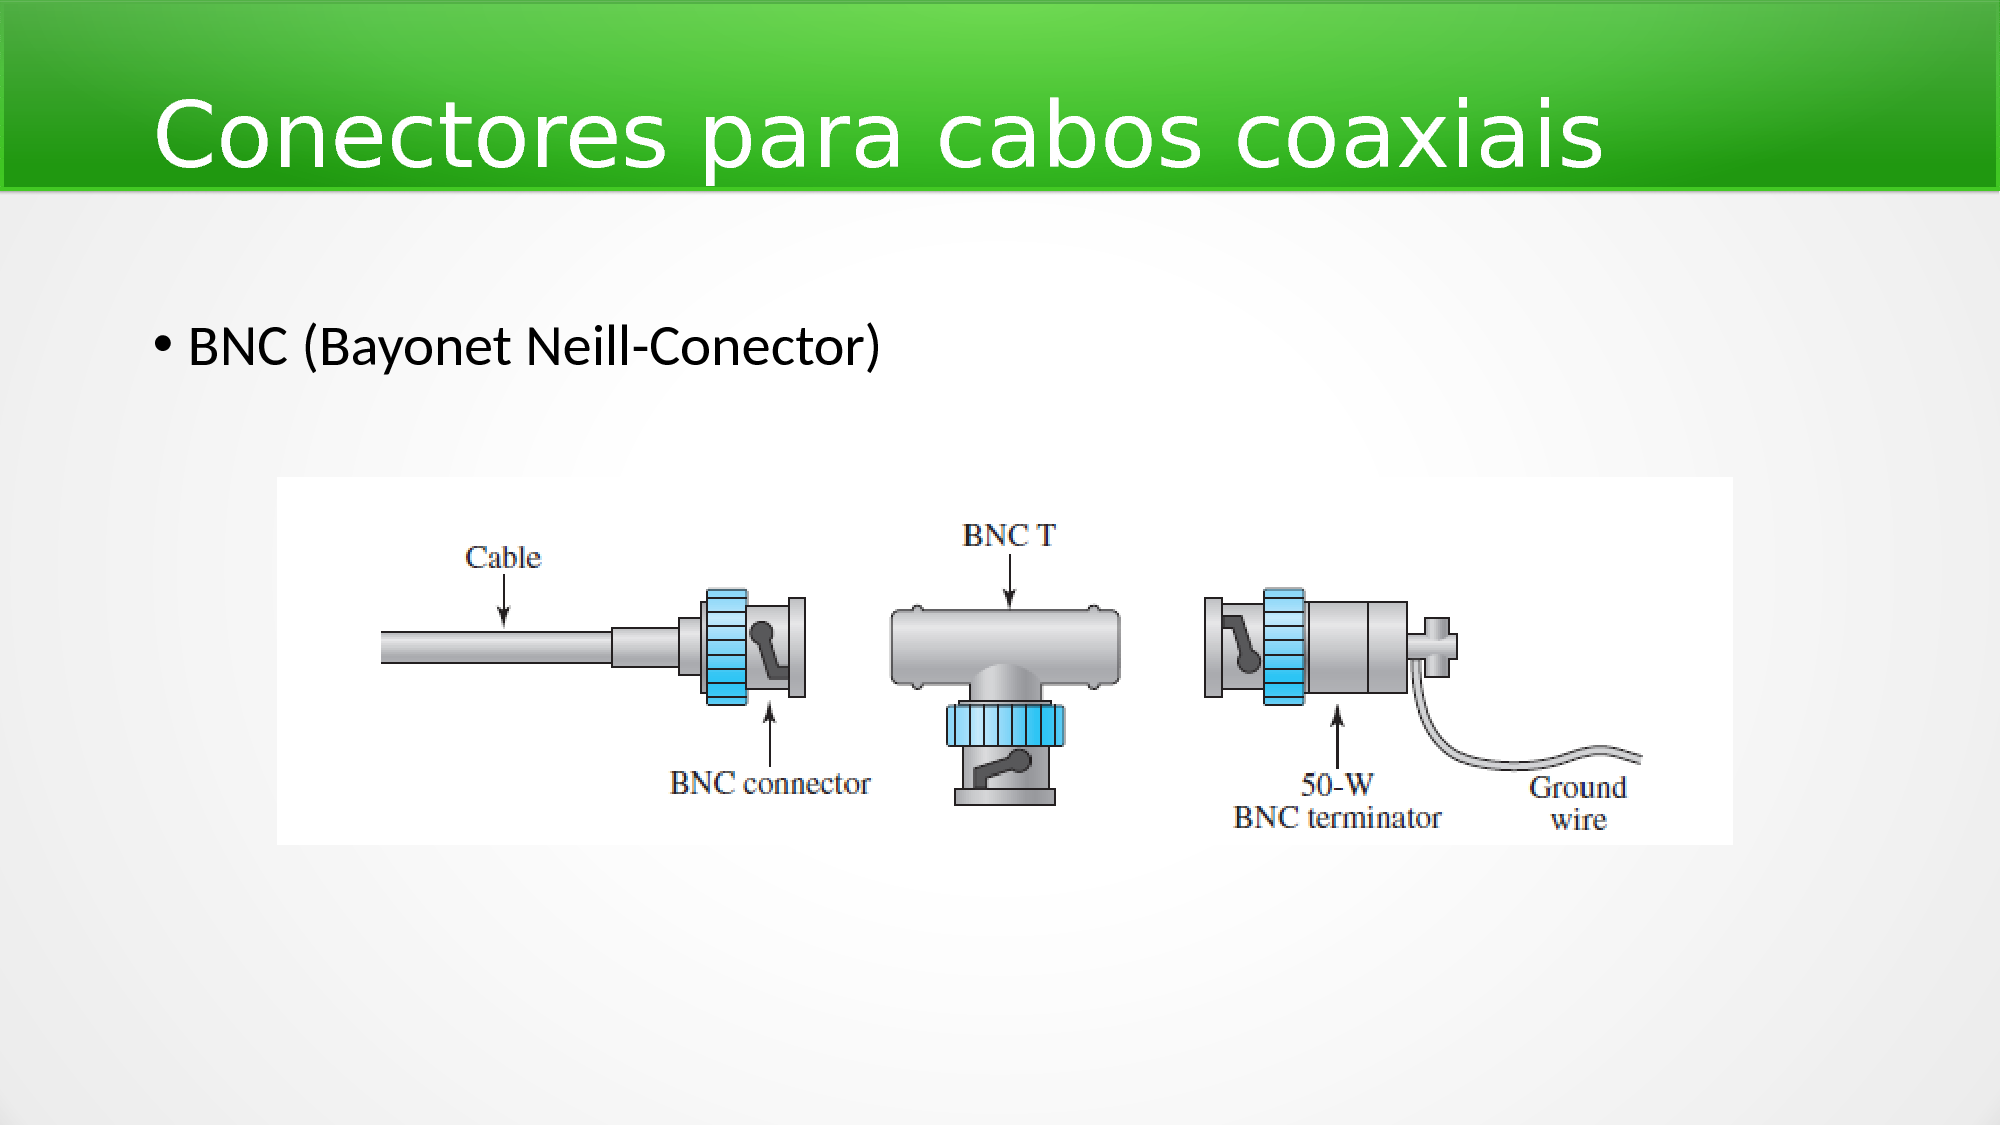 Conectores para cabos coaxiais
• BNC (Bayonet Neill-Conector)
BNC T
Cable
BNC connector
50-W
BNC terminator
Ground
wire